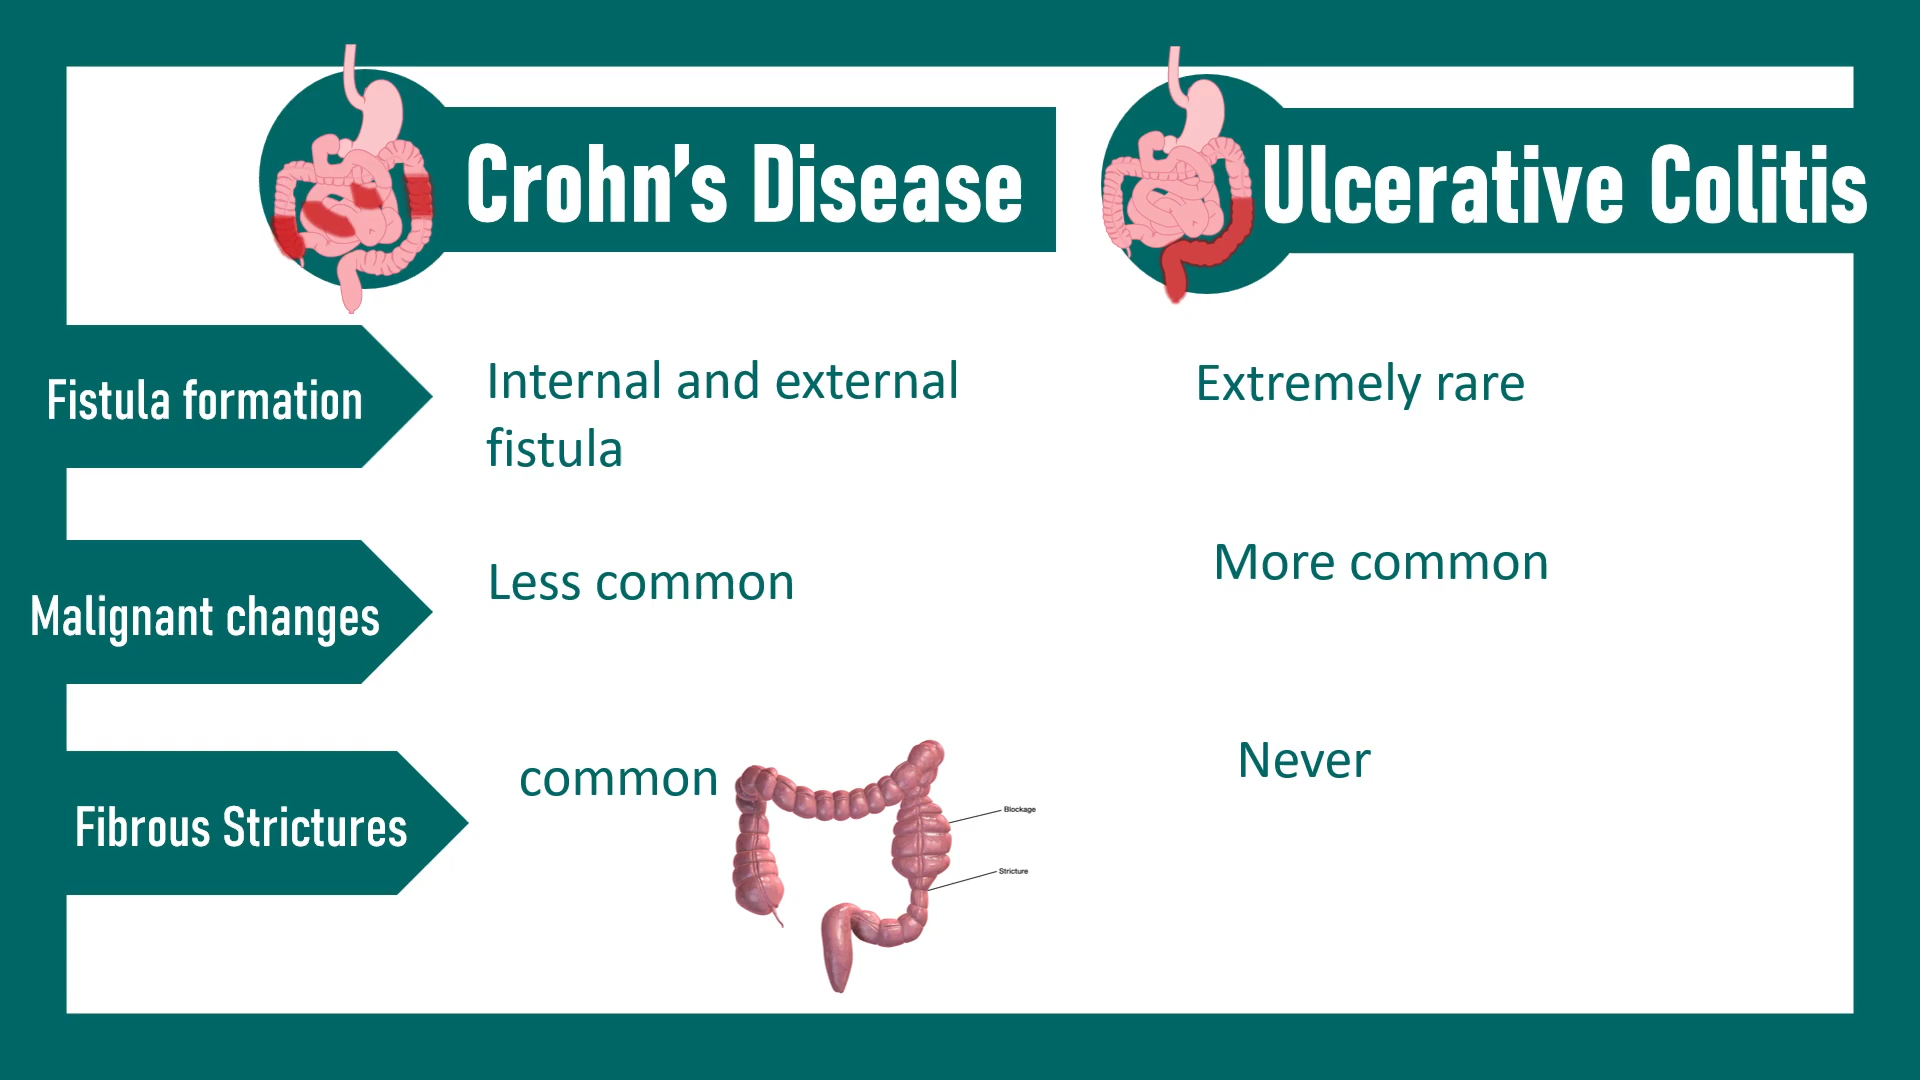 Crohn’s Disease
Ulcerative Colitis
Fistula formation
Internal and external
fistula
Extremely rare
Malignant changes
Less common
More common
Fibrous Strictures
common
Blockage
Stricture
Never